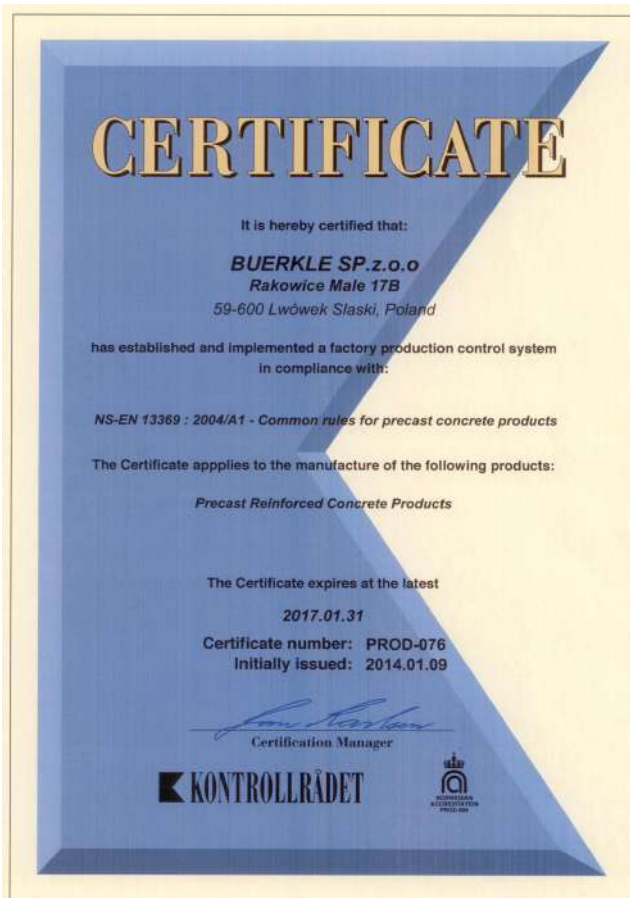 CERTIFICATE
It is hereby certified that:
BUERKLE SP.z.o.o
Rakowice Male 17B
59-600 Lwówek Slaski, Poland
has established and implemented a factory production control system
in compliance with:
NS-EN 13369 : 2004/A1 - Common rules for precast concrete products
The Certificate appplies to the manufacture of the following products:
Precast Reinforced Concrete Products
The Certificate expires at the latest
2017.01.31
Certificate number: PROD-076
Initially issued: 2014.01.09
Certification Manager
KONTROLLRÅDET
NORWEGIAN
ACCREDITATION